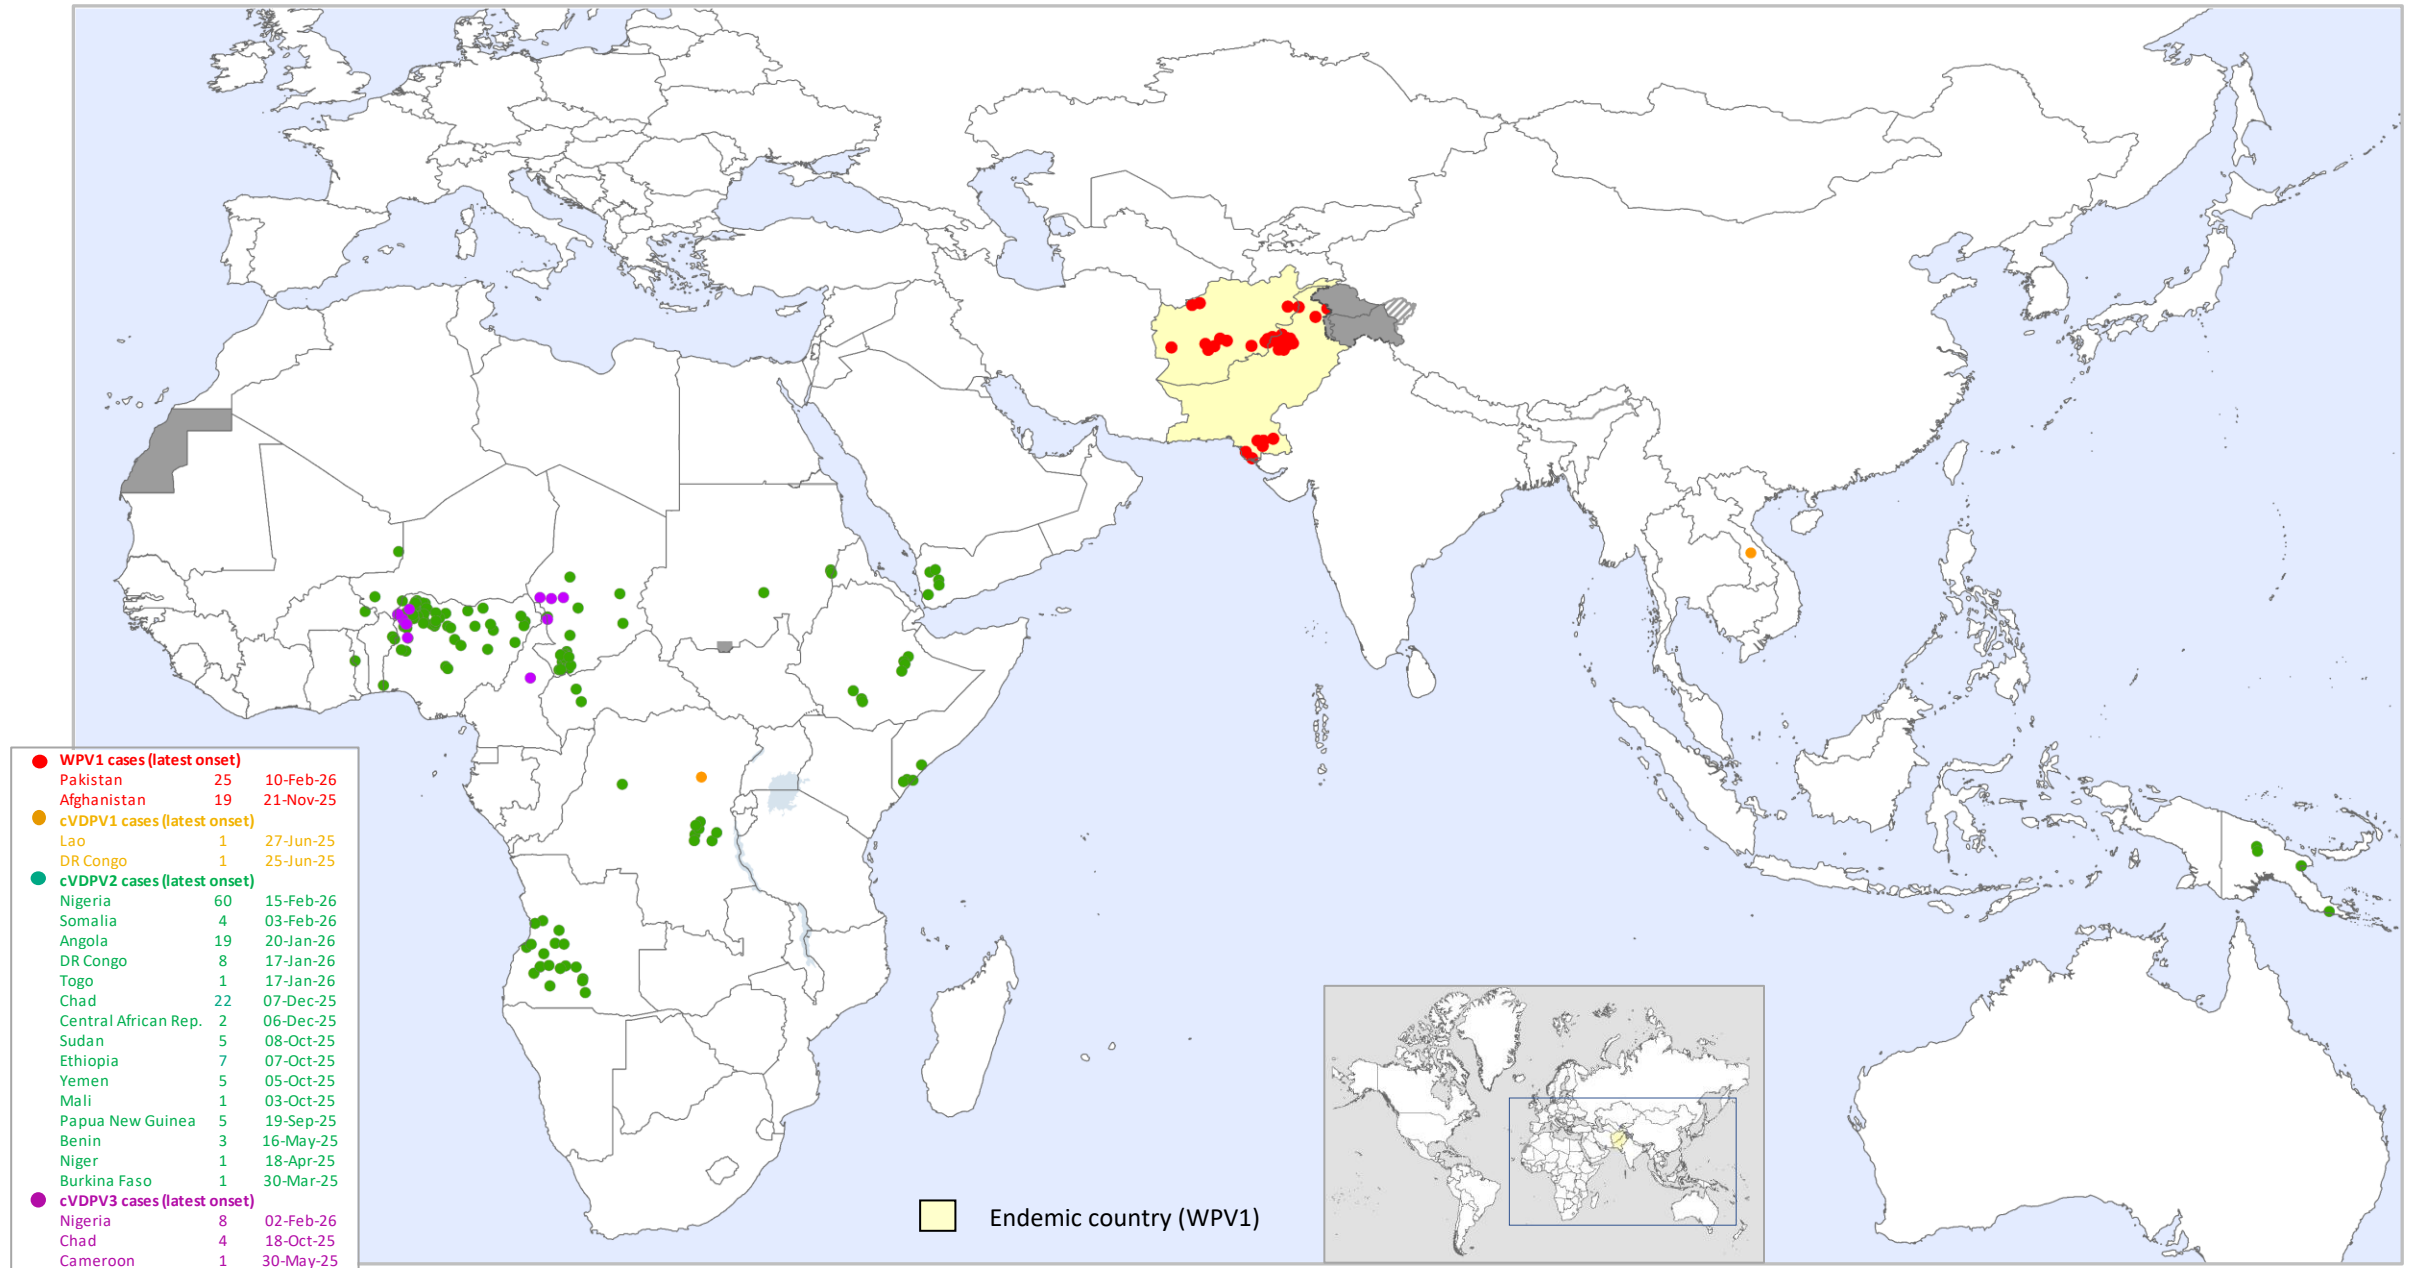 WPV1 cases (latest onset)
Pakistan 25 10-Feb-26
Afghanistan 19 21-Nov-25
cVDPV1 cases (latest onset)
Lao 1 27-Jun-25
DR Congo 1 25-Jun-25
cVDPV2 cases (latest onset)
Nigeria 60 15-Feb-26
Somalia 4 03-Feb-26
Angola 19 20-Jan-26
DR Congo 8 17-Jan-26
Togo 1 17-Jan-26
Chad 22 07-Dec-25
Central African Rep. 2 06-Dec-25
Sudan 5 08-Oct-25
Ethiopia 7 07-Oct-25
Yemen 5 05-Oct-25
Mali 1 03-Oct-25
Papua New Guinea 5 19-Sep-25
Benin 3 16-May-25
Niger 1 18-Apr-25
Burkina Faso 1 30-Mar-25
cVDPV3 cases (latest onset)
Nigeria 8 02-Feb-26
Chad 4 18-Oct-25
Cameroon 1 30-May-25
Endemic country (WPV1)